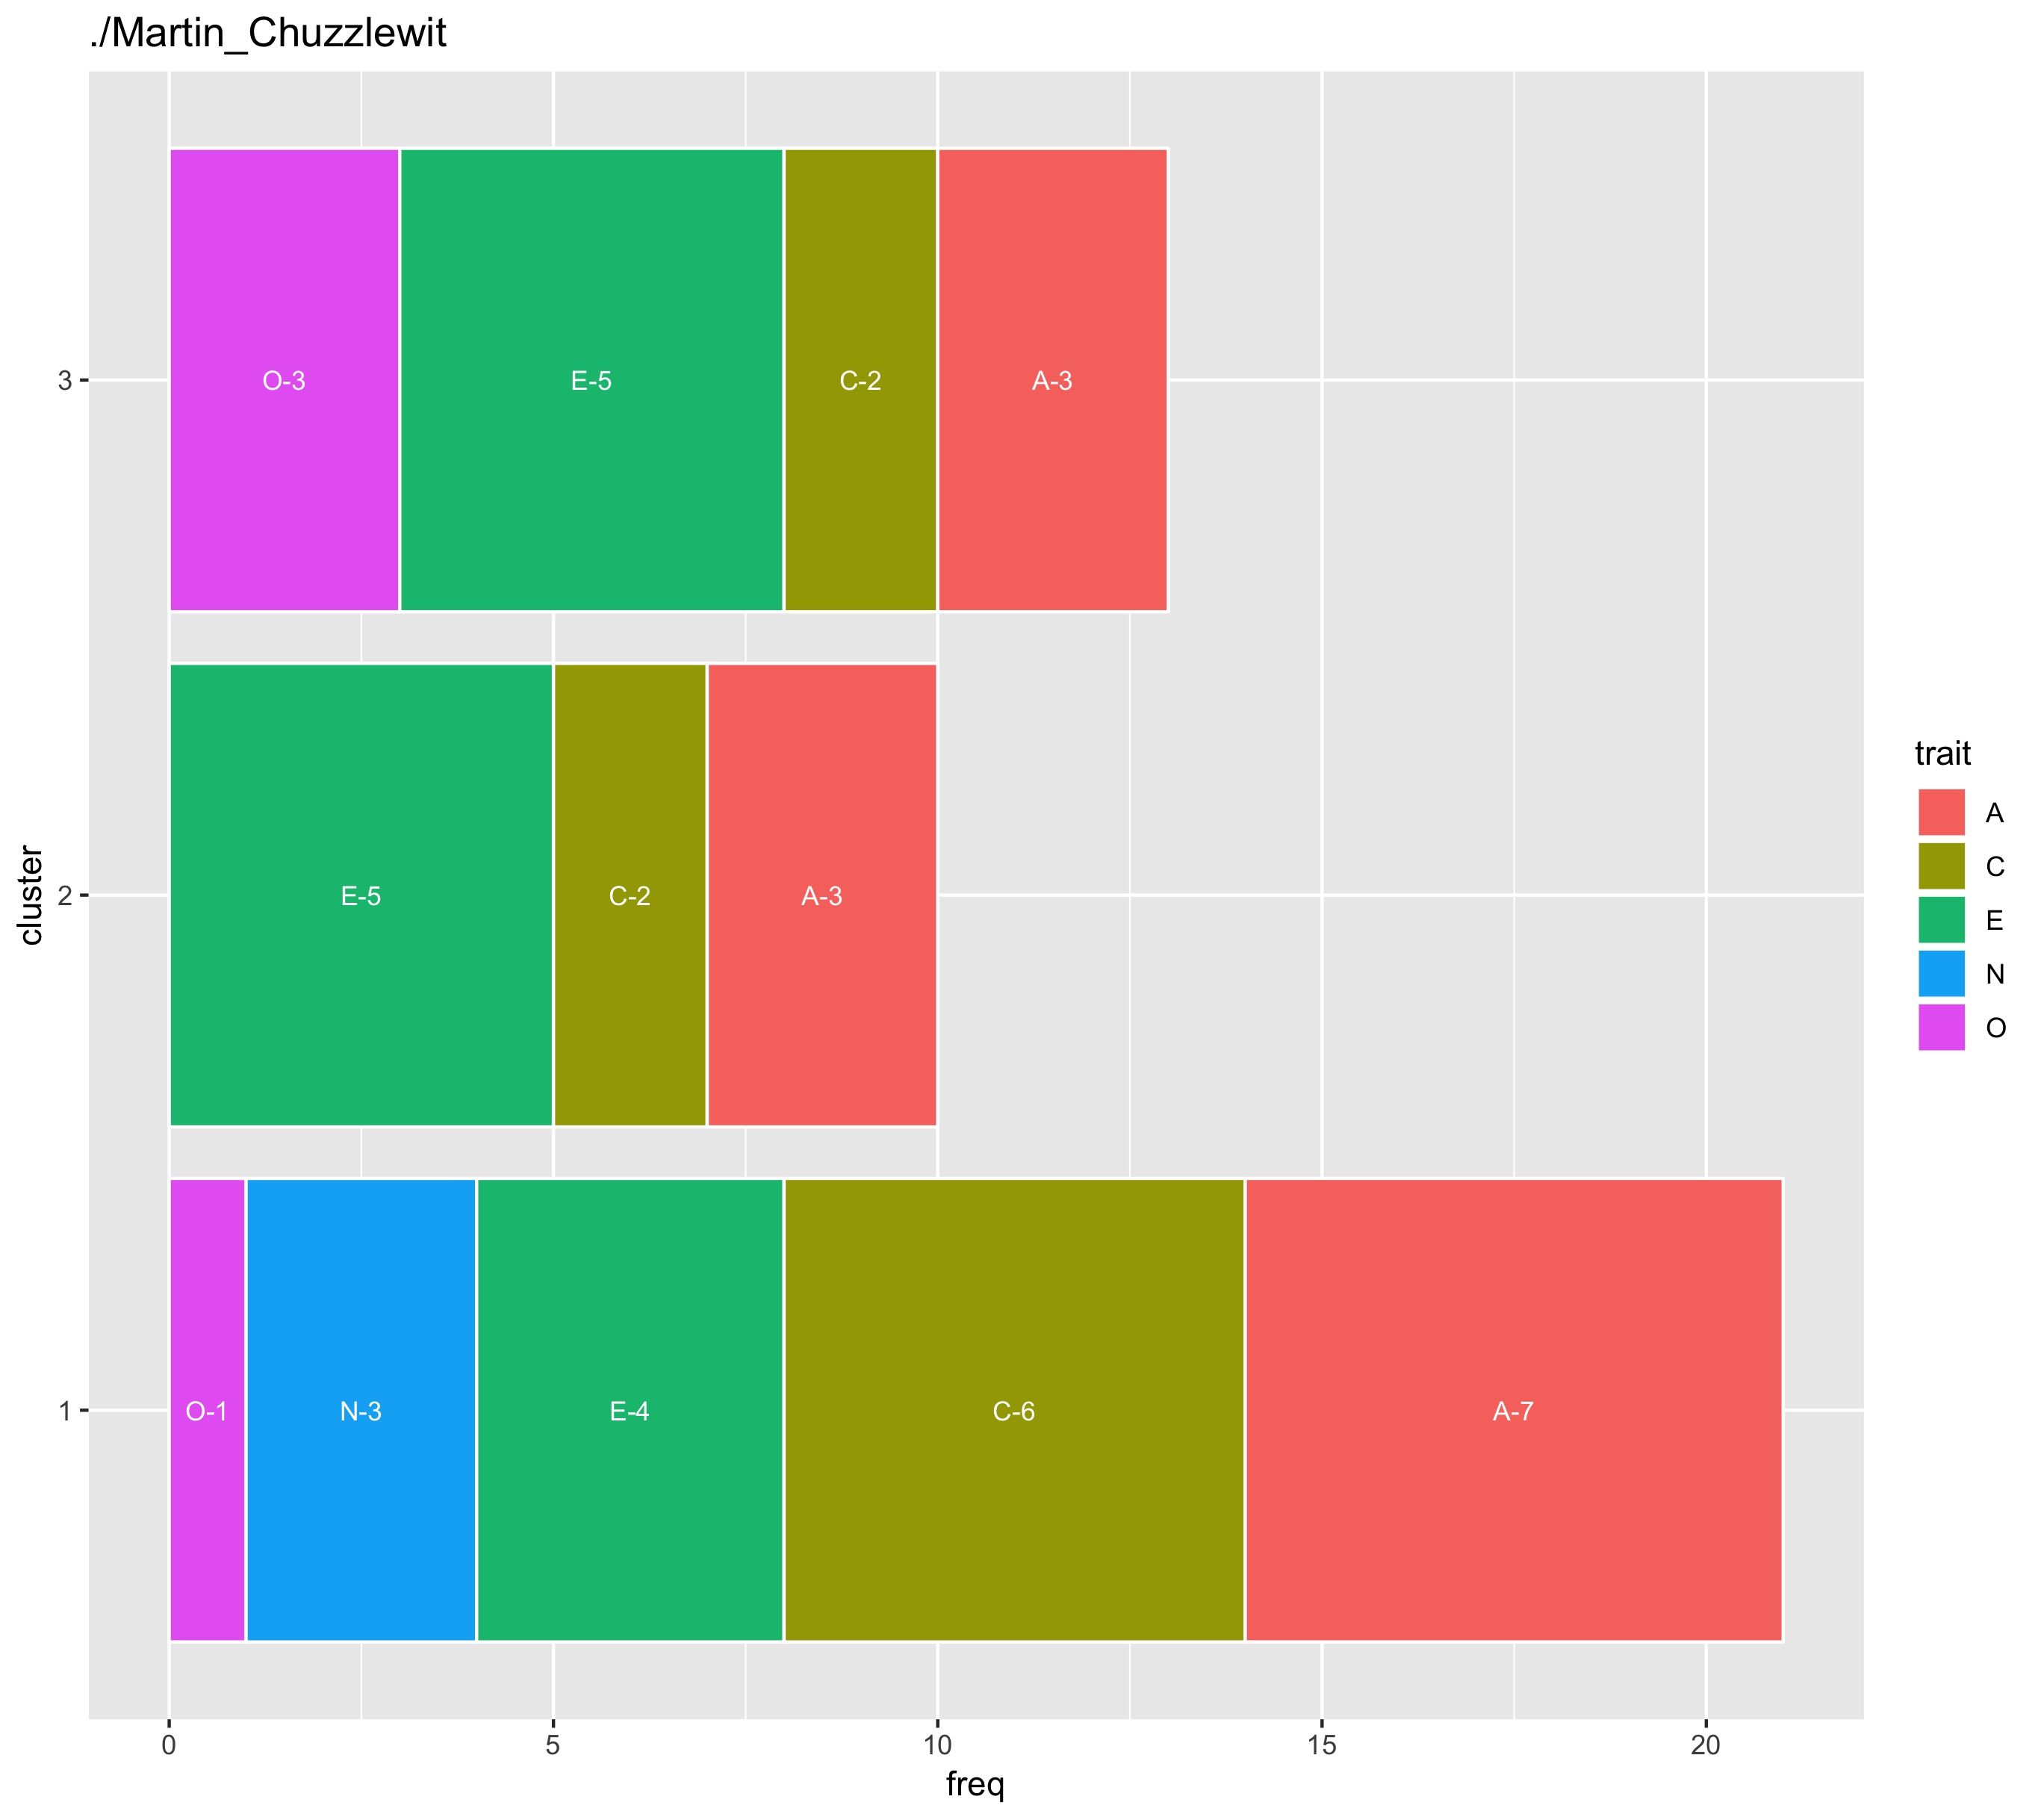 ./Martin_Chuzzlewit
3
O-3 E-5 C-2 A-3
cluster
2
E-5 C-2 A-3
1
O-1 N-3 E-4 C-6 A-7
0 5 10 15 20
freq
trait
A
C
E
N
O